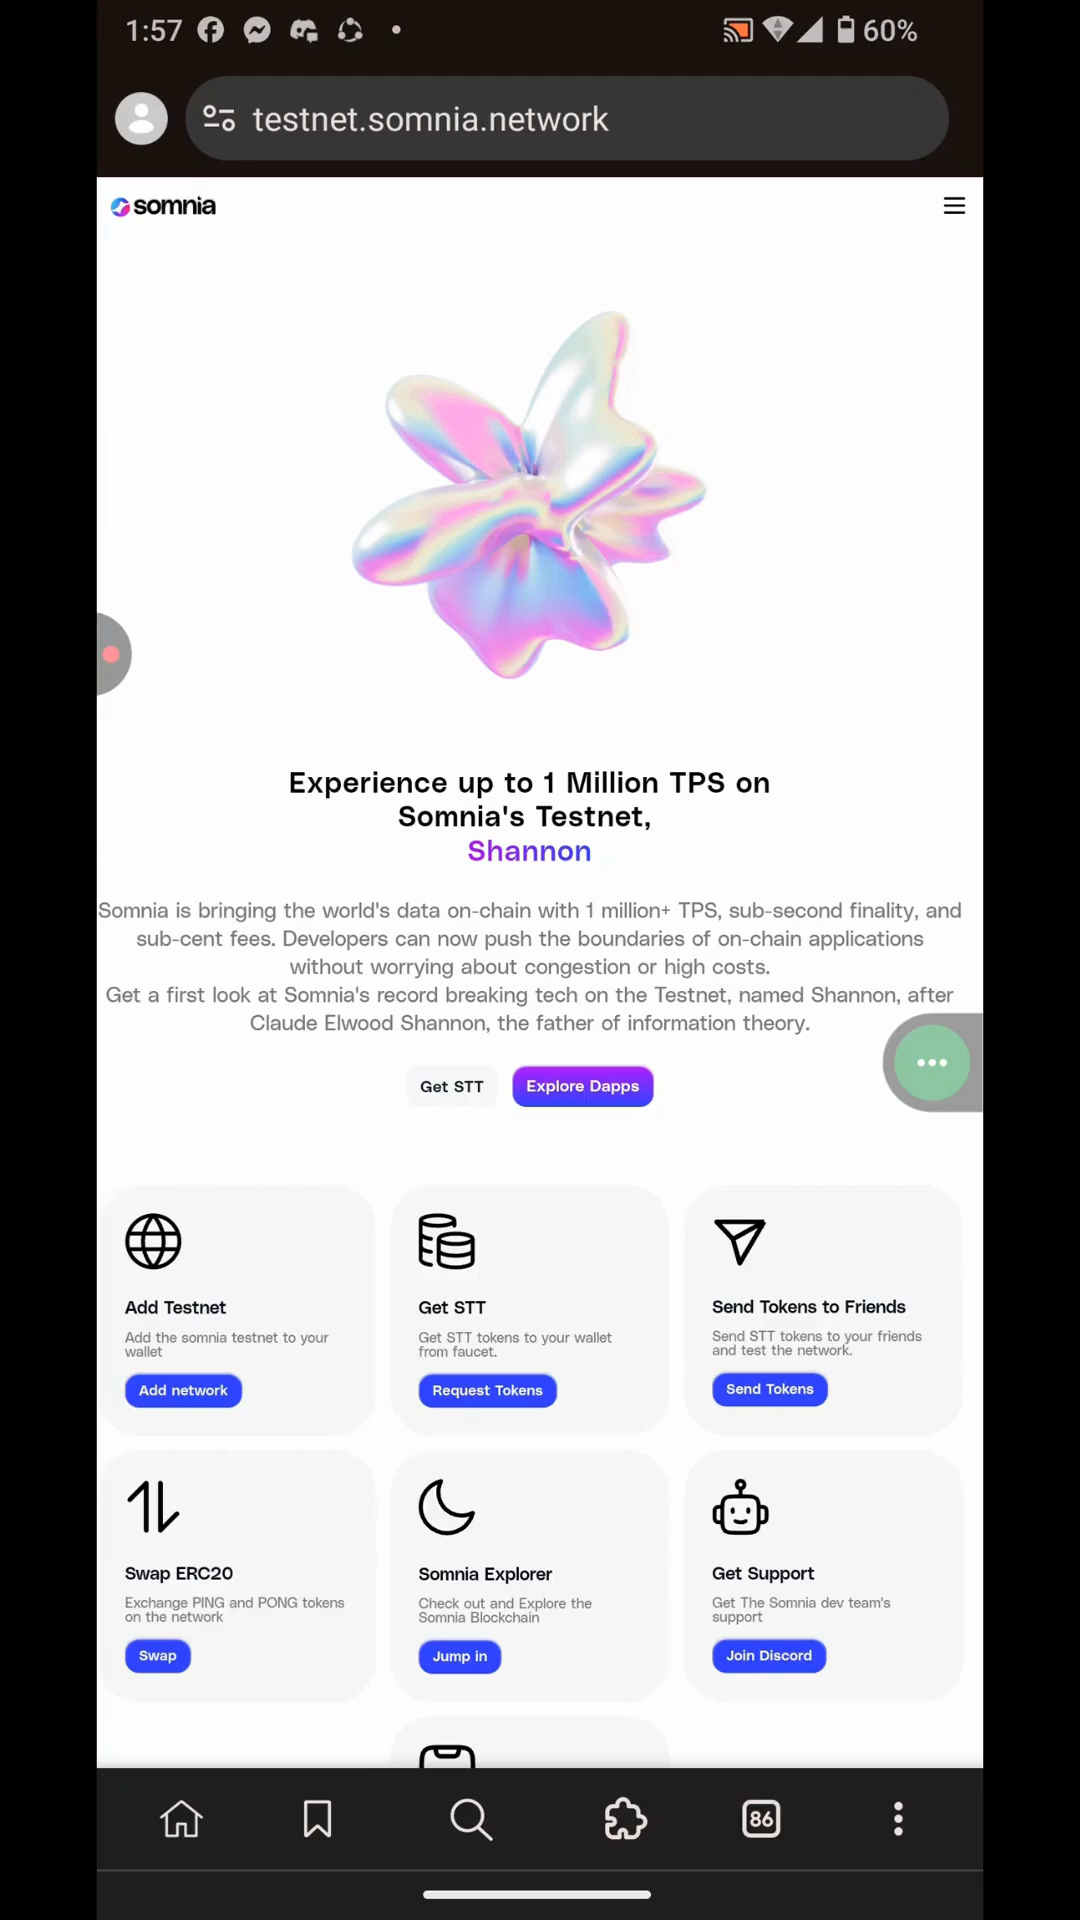 1:57
60%
testnet.somnia.network
somnia
Experience up to 1 Million TPS on
Somnia's Testnet,
Shannon
Somnia is bringing the world's data on-chain with 1 million+ TPS, sub-second finality, and
sub-cent fees. Developers can now push the boundaries of on-chain applications
without worrying about congestion or high costs.
Get a first look at Somnia's record breaking tech on the Testnet, named Shannon, after
Claude Elwood Shannon, the father of information theory.
Get STT
Explore Dapps
Add Testnet
Add the somnia testnet to your
wallet
Add network
Get STT
Get STT tokens to your wallet
from faucet.
Request Tokens
Send Tokens to Friends
Send STT tokens to your friends
and test the network.
Send Tokens
Swap ERC20
Exchange PING and PONG tokens
on the network
Swap
Somnia Explorer
Check out and Explore the
Somnia Blockchain
Jump in
Get Support
Get The Somnia dev team's
support
Join Discord
86